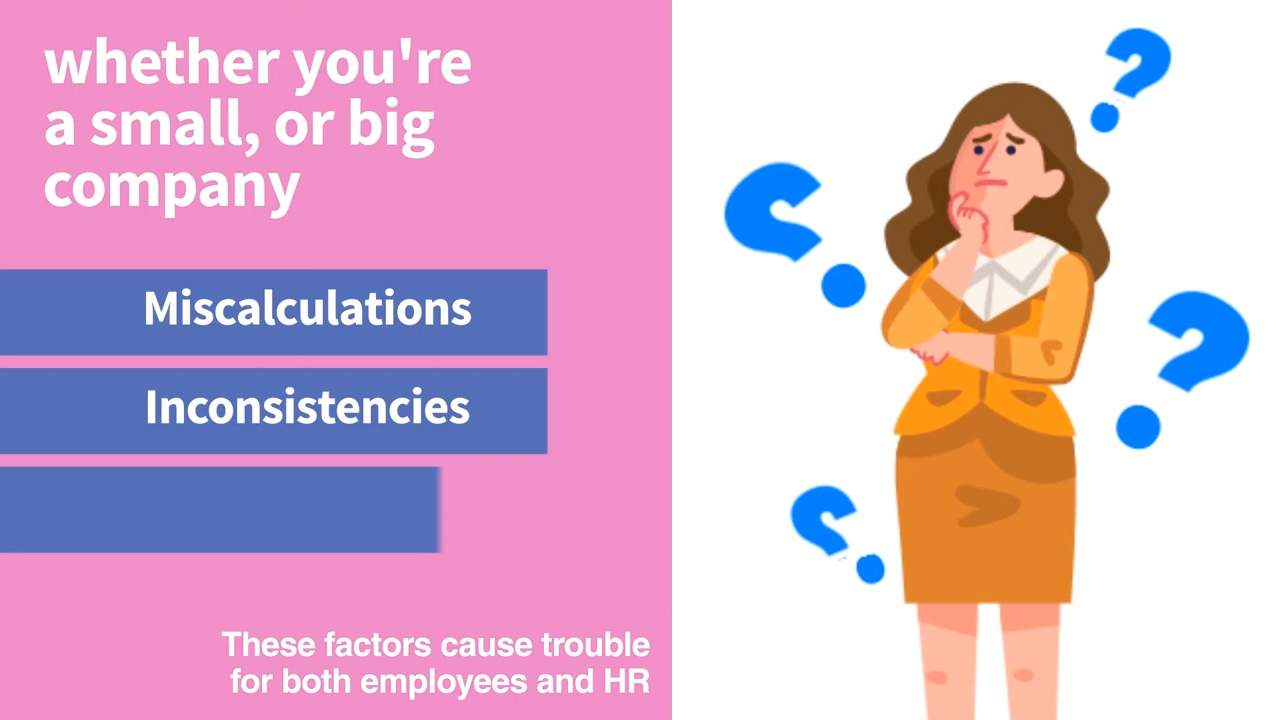 whether you're
a small, or big
company
Miscalculations
Inconsistencies
These factors cause trouble
for both employees and HR